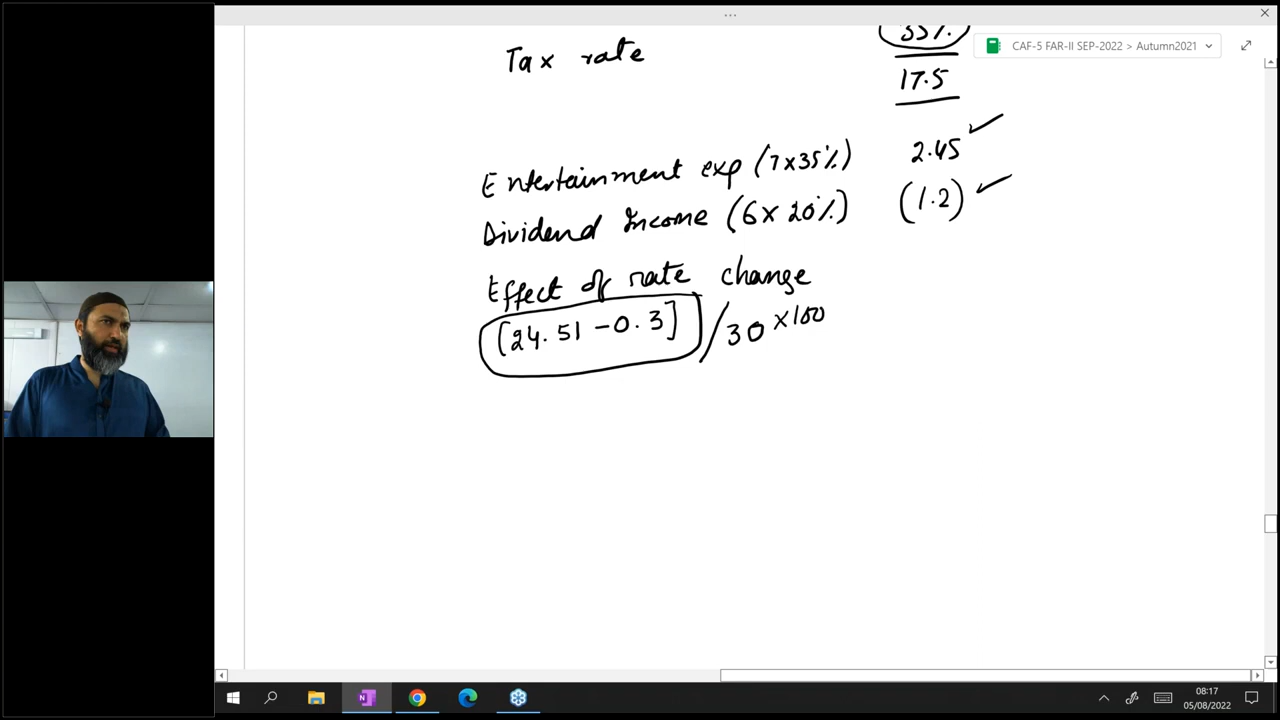 35%
CAF-5 FAR-II SEP-2022 > Autumn2021
Tax rate
17.5
Entertainment exp (7x35%) 2.45
Dividend Income (6x20%) (1.2)
Effect of rate change
[24.51 - 0.3] / 30 x100
08:17
05/08/2022